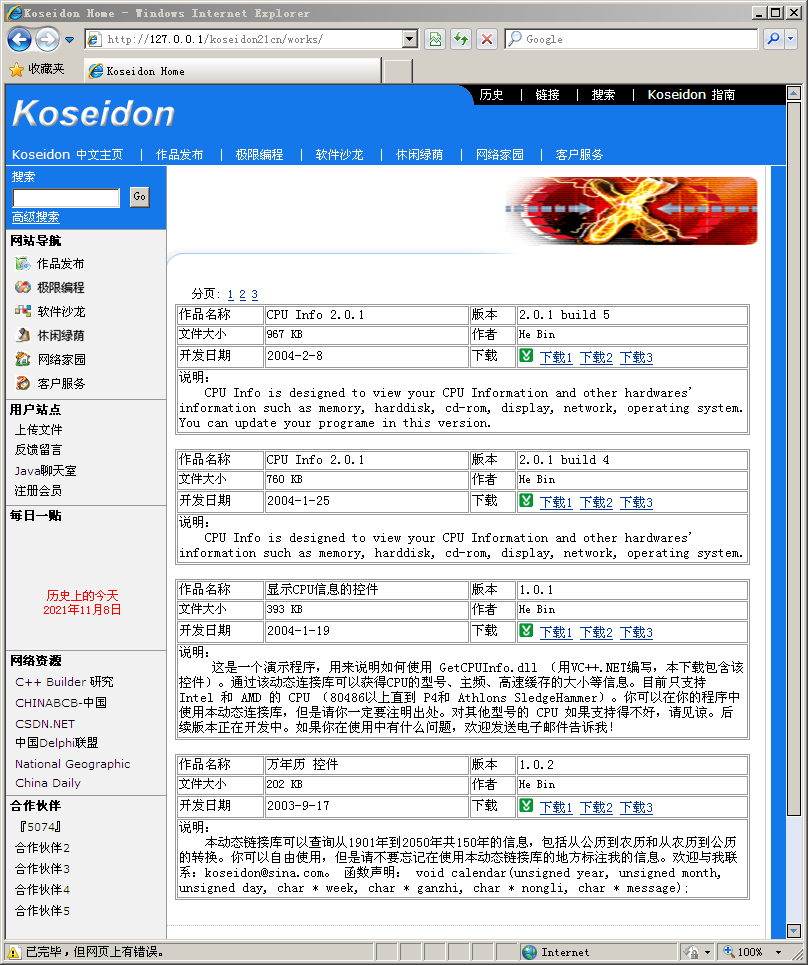 Koseidon Home - Windows Internet Explorer
http://127.0.0.1/koseidon21cn/works/
Google
收藏夹
Koseidon Home
历史 | 链接 | 搜索 | Koseidon 指南
Koseidon
Koseidon 中文主页 | 作品发布 | 极限编程 | 软件沙龙 | 休闲绿荫 | 网络家园 | 客户服务
搜索
Go
高级搜索
网站导航
作品发布
极限编程
软件沙龙
休闲绿荫
网络家园
客户服务
用户站点
上传文件
反馈留言
Java聊天室
注册会员
每日一贴
历史上的今天
2021年11月8日
网络资源
C++ Builder 研究
CHINABCB-中国
CSDN.NET
中国Delphi联盟
National Geographic
China Daily
合作伙伴
『5074』
合作伙伴2
合作伙伴3
合作伙伴4
合作伙伴5
分页: 1 2 3
作品名称 CPU Info 2.0.1 版本 2.0.1 build 5
文件大小 967 KB 作者 He Bin
开发日期 2004-2-8 下载 下载1 下载2 下载3
说明:
CPU Info is designed to view your CPU Information and other hardwares'
information such as memory, harddisk, cd-rom, display, network, operating system.
You can update your programe in this version.
作品名称 CPU Info 2.0.1 版本 2.0.1 build 4
文件大小 760 KB 作者 He Bin
开发日期 2004-1-25 下载 下载1 下载2 下载3
说明:
CPU Info is designed to view your CPU Information and other hardwares'
information such as memory, harddisk, cd-rom, display, network, operating system.
作品名称 显示CPU信息的控件 版本 1.0.1
文件大小 393 KB 作者 He Bin
开发日期 2004-1-19 下载 下载1 下载2 下载3
说明:
这是一个演示程序，用来说明如何使用 GetCPUInfo.dll （用VC++.NET编写，本下载包含该
控件）。通过该动态连接库可以获得CPU的型号、主频、高速缓存的大小等信息。目前只支持
Intel 和 AMD 的 CPU （80486以上直到 P4和 Athlons SledgeHammer）。你可以在你的程序中
使用本动态连接库，但是请你一定要注明出处。对其他型号的 CPU 如果支持得不好，请见谅。后
续版本正在开发中。如果你在使用中有什么问题，欢迎发送电子邮件告诉我！
作品名称 万年历 控件 版本 1.0.2
文件大小 202 KB 作者 He Bin
开发日期 2003-9-17 下载 下载1 下载2 下载3
说明:
本动态链接库可以查询从1901年到2050年共150年的信息，包括从公历到农历和从农历到公历
的转换。你可以自由使用，但是请不要忘记在使用本动态链接库的地方标注我的信息。欢迎与我联
系：koseidon@sina.com。 函数声明： void calendar(unsigned year, unsigned month,
unsigned day, char * week, char * ganzhi, char * nongli, char * message);
已完毕，但网页上有错误。
Internet
100%